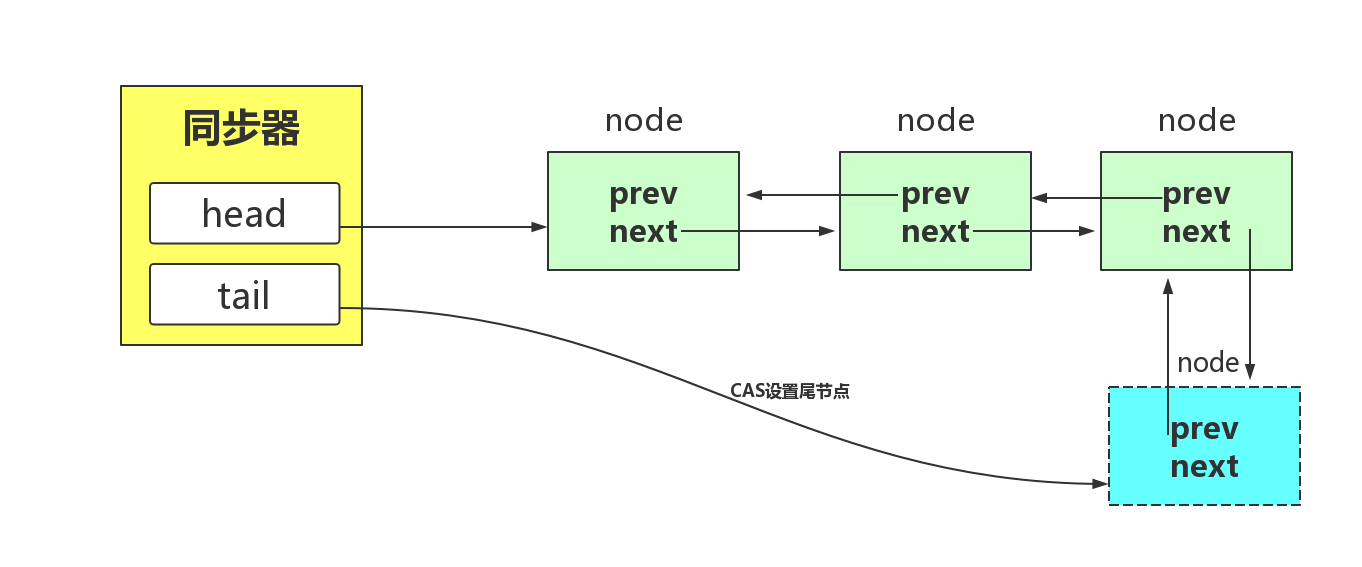 同步器
head
tail
node
prev
next
node
prev
next
node
prev
next
CAS设置尾节点
node
prev
next